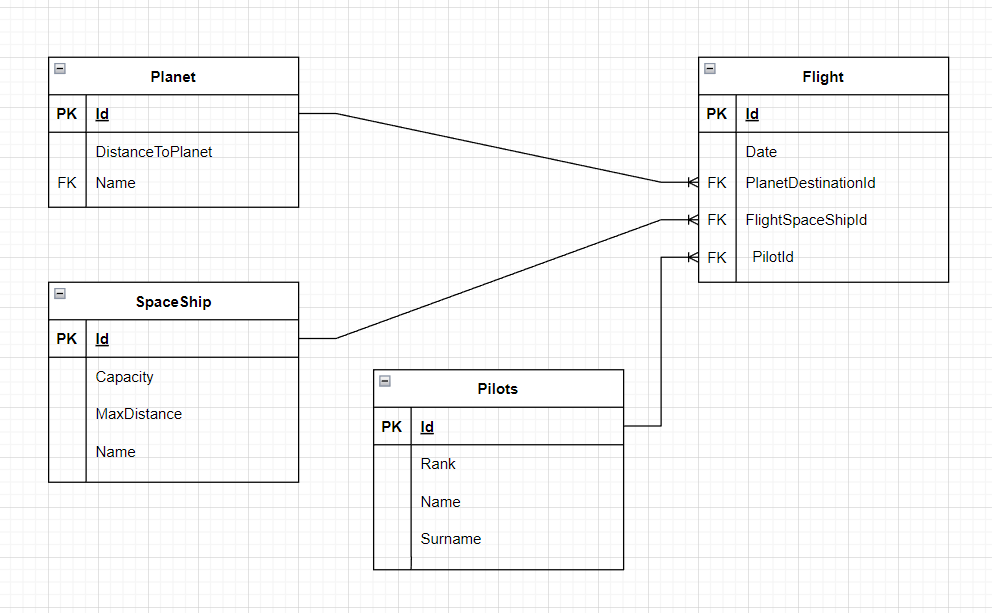 Planet
PK Id
DistanceToPlanet
FK Name
Flight
PK Id
Date
FK PlanetDestinationId
FK FlightSpaceShipId
FK PilotId
SpaceShip
PK Id
Capacity
MaxDistance
Name
Pilots
PK Id
Rank
Name
Surname